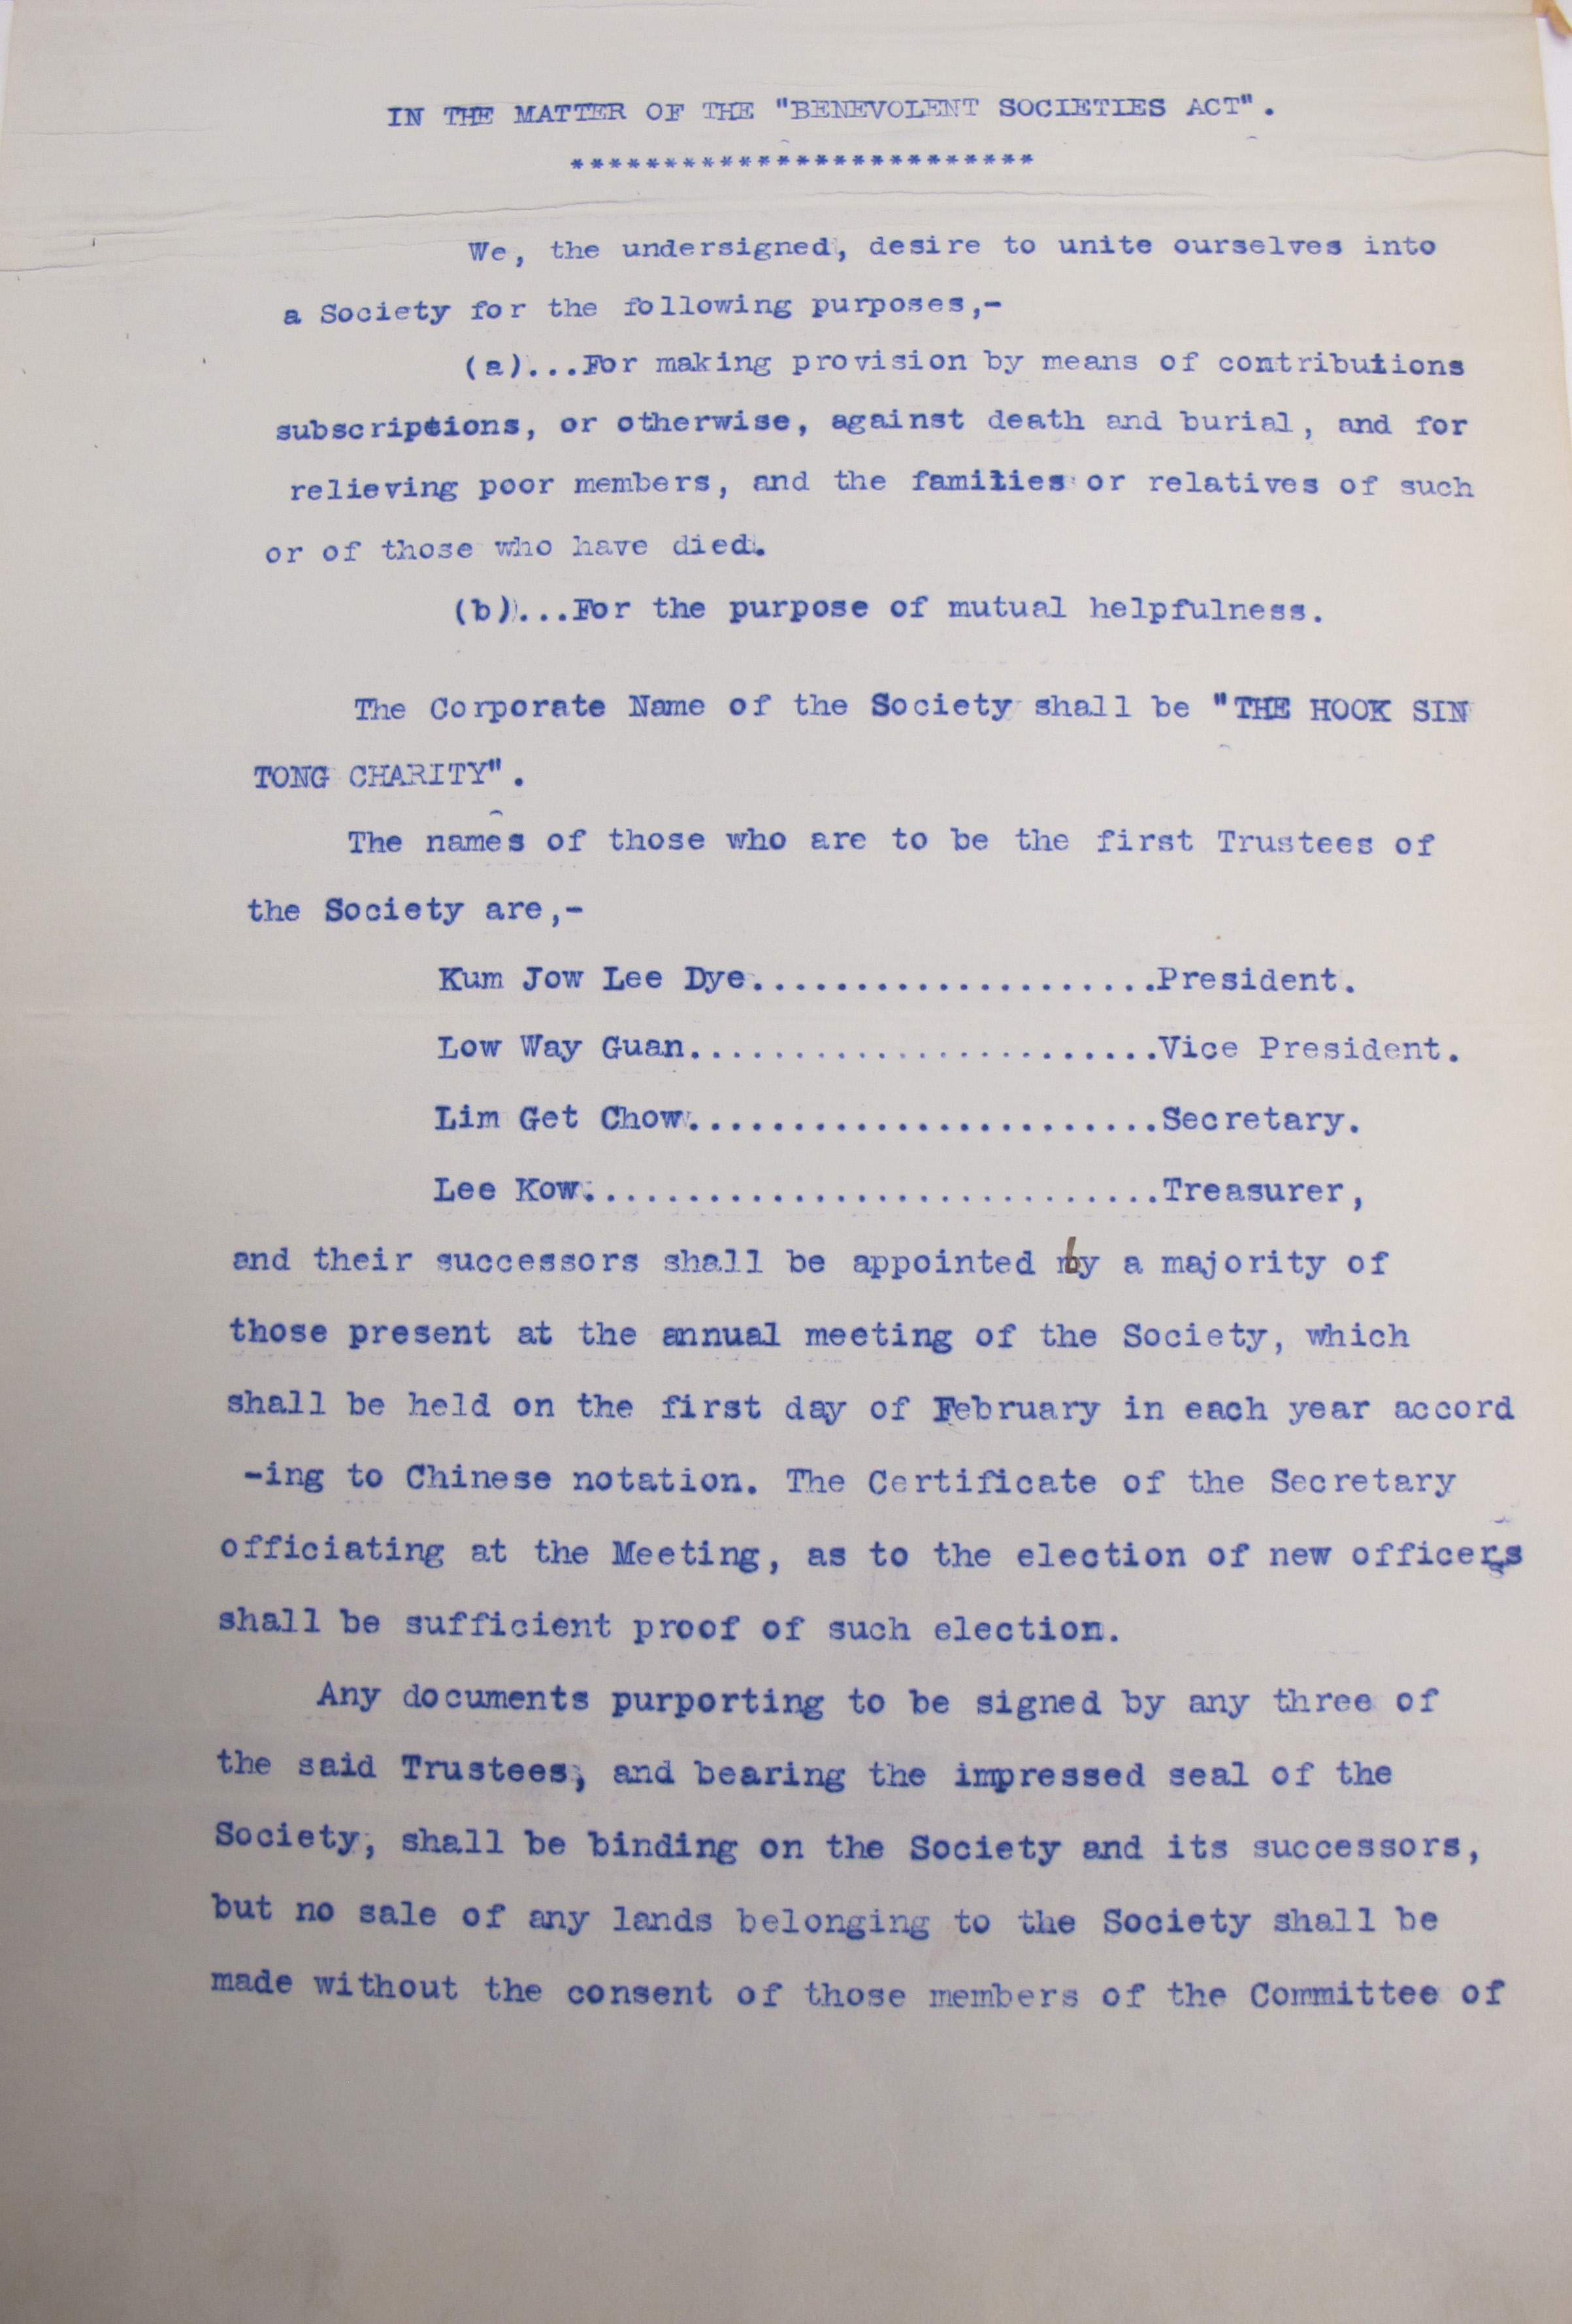 IN THE MATTER OF THE "BENEVOLENT SOCIETIES ACT".
*************************
We, the undersigned, desire to unite ourselves into
a Society for the following purposes,-
(a)...For making provision by means of contributions
subscriptions, or otherwise, against death and burial, and for
relieving poor members, and the families or relatives of such
or of those who have died.
(b)...For the purpose of mutual helpfulness.
The Corporate Name of the Society shall be "THE HOOK SIN
TONG CHARITY".
The names of those who are to be the first Trustees of
the Society are,-
Kum Jow Lee Dye......................President.
Low Way Guan.........................Vice President.
Lim Get Chow.........................Secretary.
Lee Kow..............................Treasurer,
and their successors shall be appointed by a majority of
those present at the annual meeting of the Society, which
shall be held on the first day of February in each year accord
-ing to Chinese notation. The Certificate of the Secretary
officiating at the Meeting, as to the election of new officers
shall be sufficient proof of such election.
Any documents purporting to be signed by any three of
the said Trustees, and bearing the impressed seal of the
Society, shall be binding on the Society and its successors,
but no sale of any lands belonging to the Society shall be
made without the consent of those members of the Committee of